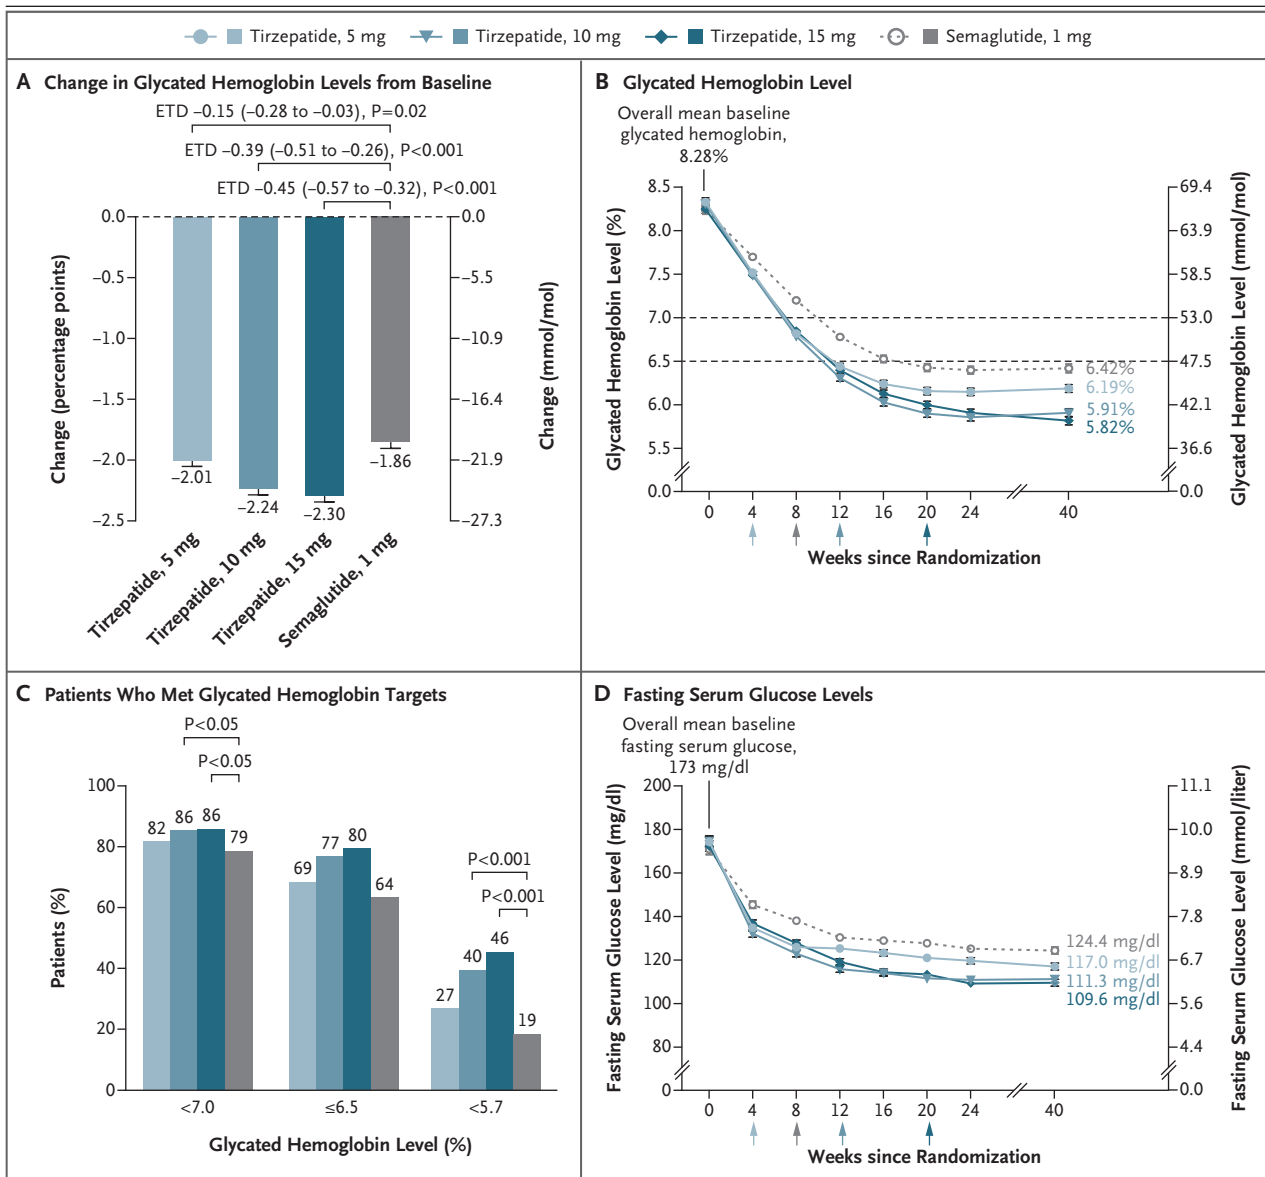 Tirzepatide, 5 mg Tirzepatide, 10 mg Tirzepatide, 15 mg Semaglutide, 1 mg
A Change in Glycated Hemoglobin Levels from Baseline
ETD –0.15 (–0.28 to –0.03), P=0.02
ETD –0.39 (–0.51 to –0.26), P<0.001
ETD –0.45 (–0.57 to –0.32), P<0.001
Change (percentage points)
0.0
–0.5
–1.0
–1.5
–2.0
–2.5
–2.01
–2.24
–2.30
–1.86
0.0
–5.5
–10.9
–16.4
–21.9
–27.3
Change (mmol/mol)
Tirzepatide, 5 mg
Tirzepatide, 10 mg
Tirzepatide, 15 mg
Semaglutide, 1 mg
B Glycated Hemoglobin Level
Overall mean baseline
glycated hemoglobin,
8.28%
Glycated Hemoglobin Level (%)
8.5
8.0
7.5
7.0
6.5
6.0
5.5
0.0
6.42%
6.19%
5.91%
5.82%
69.4
63.9
58.5
53.0
47.5
42.1
36.6
0.0
Glycated Hemoglobin Level (mmol/mol)
0 4 8 12 16 20 24 40
Weeks since Randomization
C Patients Who Met Glycated Hemoglobin Targets
P<0.05
P<0.05
P<0.001
P<0.001
Patients (%)
100
80
60
40
20
0
82 86 86 79
69 77 80 64
27 40 46 19
<7.0 ≤6.5 <5.7
Glycated Hemoglobin Level (%)
D Fasting Serum Glucose Levels
Overall mean baseline
fasting serum glucose,
173 mg/dl
Fasting Serum Glucose Level (mg/dl)
200
180
160
140
120
100
80
0
124.4 mg/dl
117.0 mg/dl
111.3 mg/dl
109.6 mg/dl
11.1
10.0
8.9
7.8
6.7
5.6
4.4
0.0
Fasting Serum Glucose Level (mmol/liter)
0 4 8 12 16 20 24 40
Weeks since Randomization